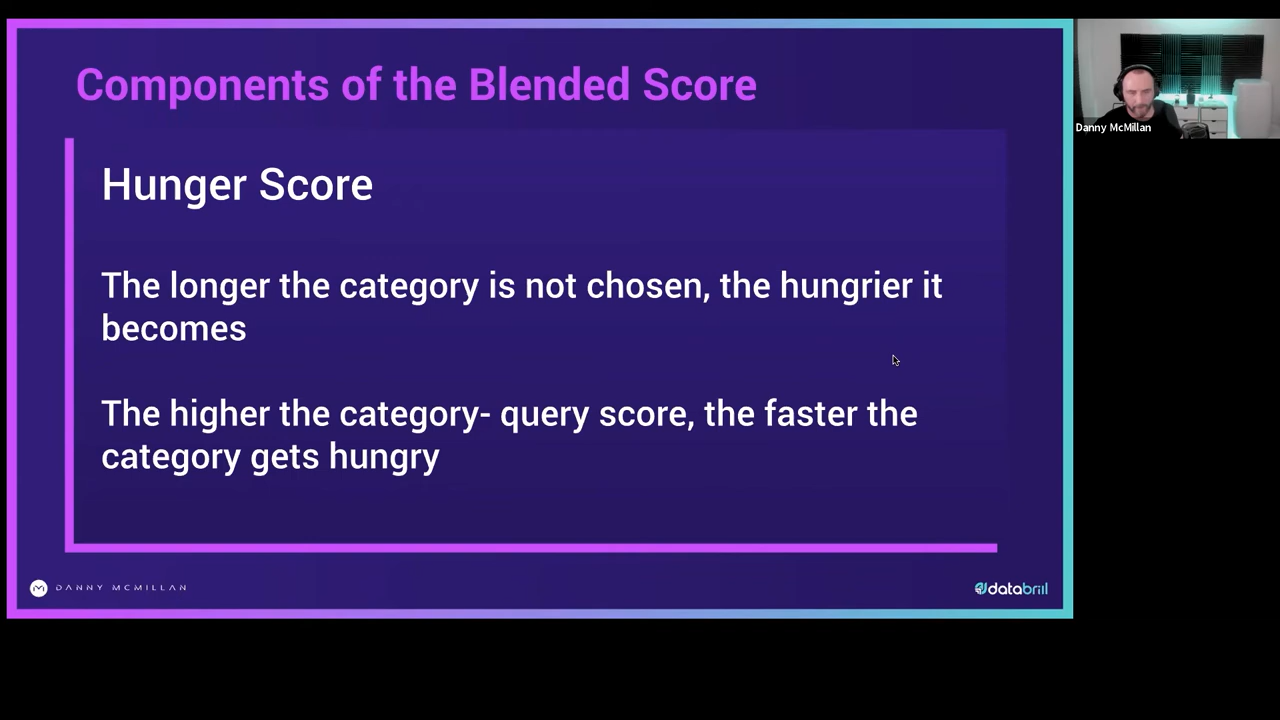 Components of the Blended Score
Hunger Score
The longer the category is not chosen, the hungrier it
becomes
The higher the category- query score, the faster the
category gets hungry
DANNY MCMILLAN
databrill
Danny McMillan